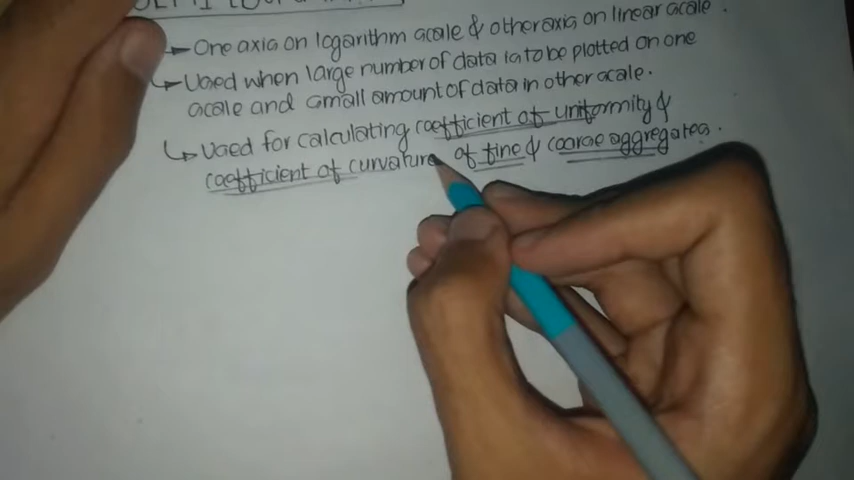 One axis on logarithm scale & other axis on linear scale.
Used when large number of data is to be plotted on one
scale and small amount of data in other scale.
Used for calculating coefficient of uniformity &
coefficient of curvature of fine & coarse aggregates.